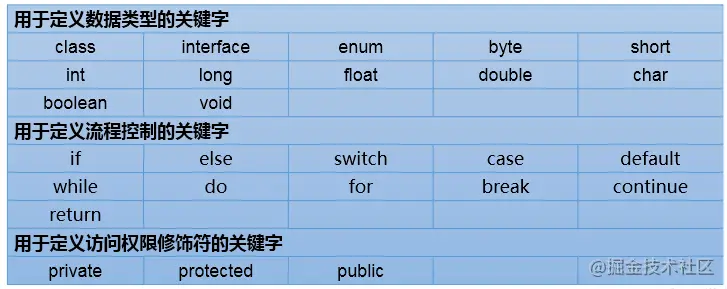 用于定义数据类型的关键字
class interface enum byte short
int long float double char
boolean void
用于定义流程控制的关键字
if else switch case default
while do for break continue
return
用于定义访问权限修饰符的关键字
private protected public
@掘金技术社区